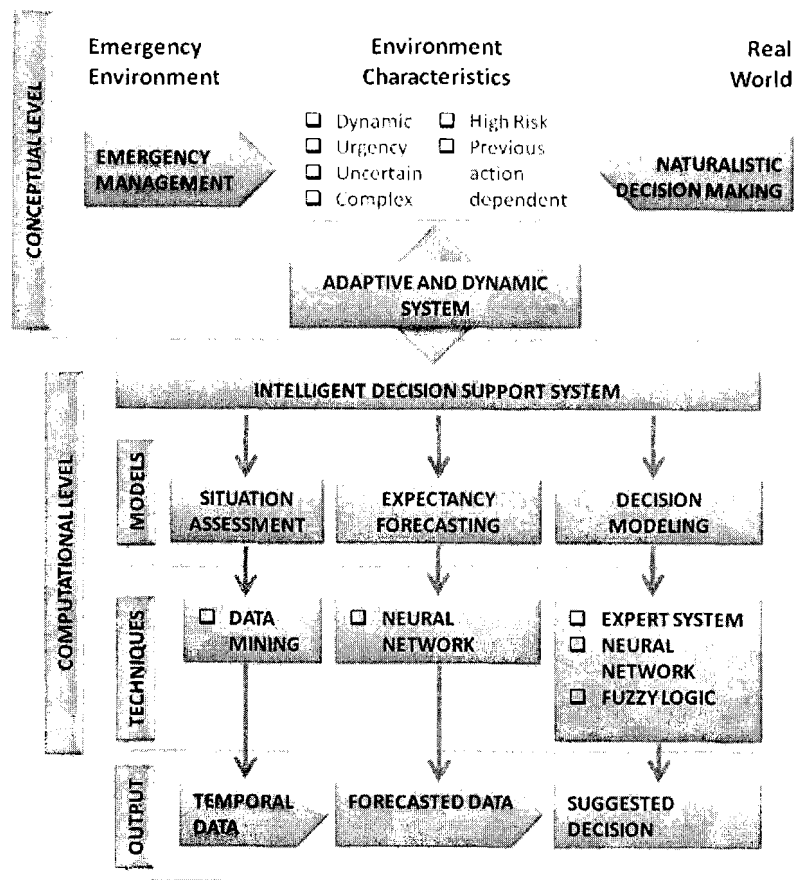 Emergency
Environment
Environment
Characteristics
Real
World
CONCEPTUAL LEVEL
EMERGENCY
MANAGEMENT
❑ Dynamic
❑ Urgency
❑ Uncertain
❑ Complex
❑ High Risk
❑ Previous
action
dependent
NATURALISTIC
DECISION MAKING
ADAPTIVE AND DYNAMIC
SYSTEM
COMPUTATIONAL LEVEL
INTELLIGENT DECISION SUPPORT SYSTEM
MODELS
SITUATION
ASSESSMENT
EXPECTANCY
FORECASTING
DECISION
MODELING
TECHNIQUES
❑ DATA
MINING
❑ NEURAL
NETWORK
❑ EXPERT SYSTEM
❑ NEURAL
NETWORK
❑ FUZZY LOGIC
OUTPUT
TEMPORAL
DATA
FORECASTED DATA
SUGGESTED
DECISION